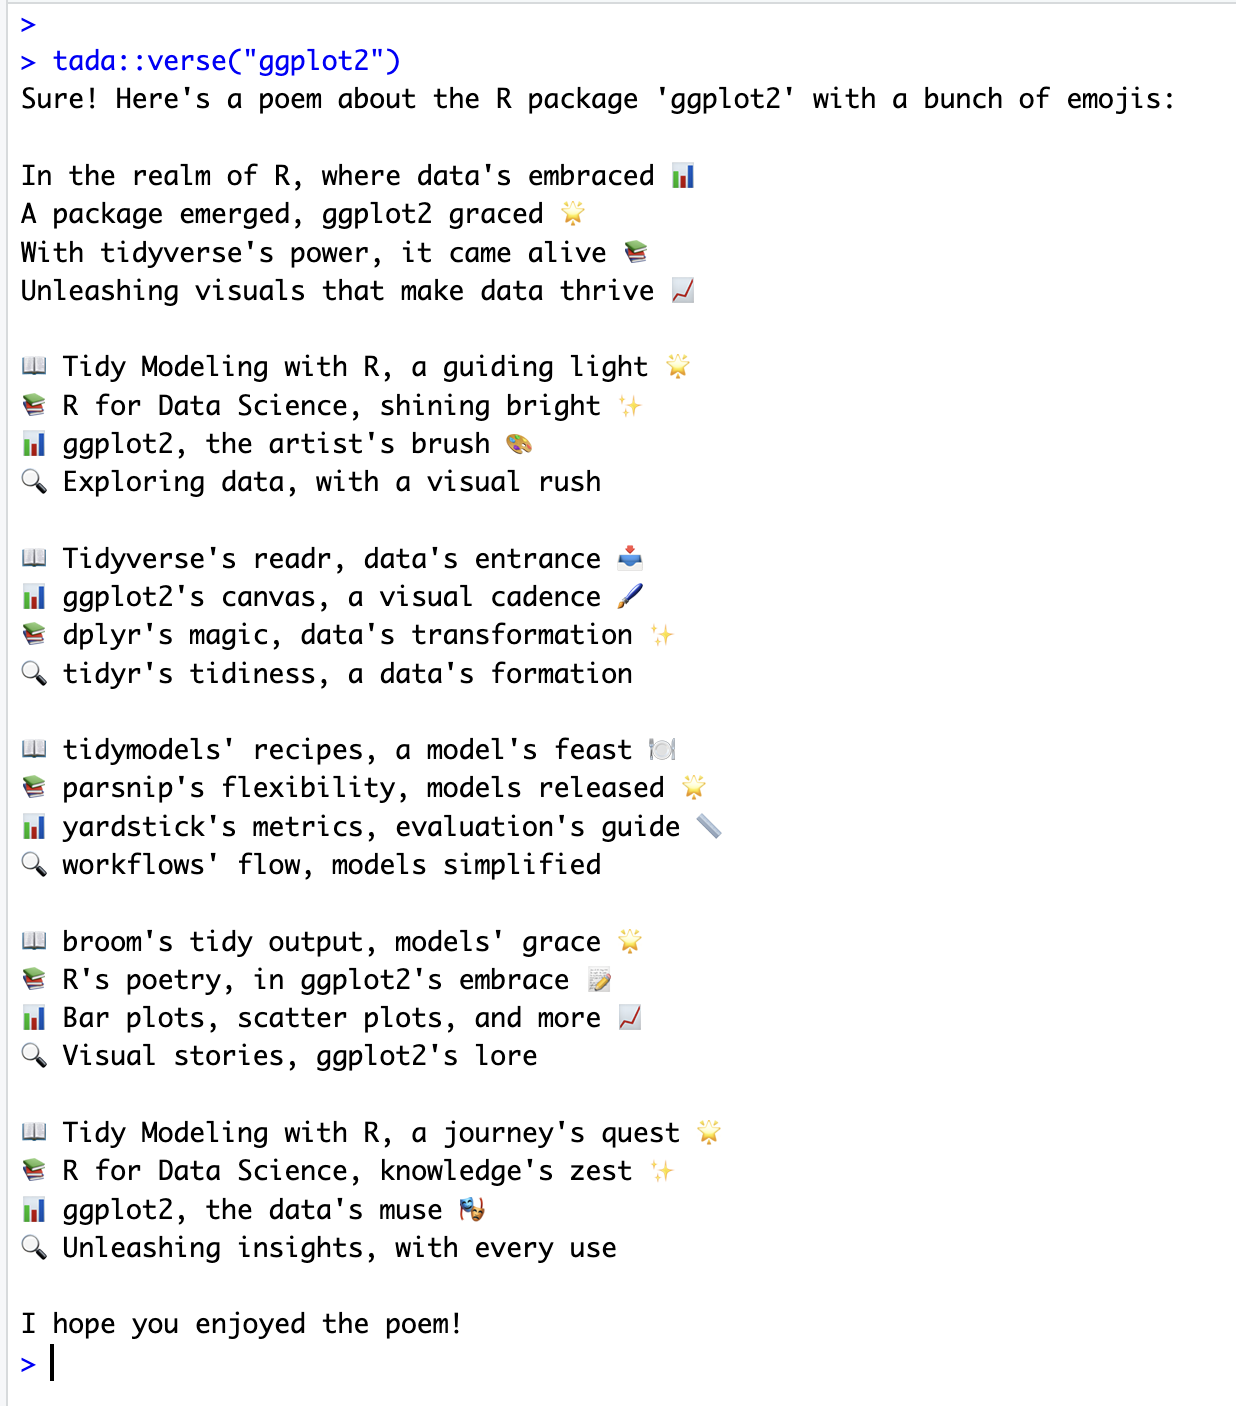 >
> tada::verse("ggplot2")
Sure! Here's a poem about the R package 'ggplot2' with a bunch of emojis:
In the realm of R, where data's embraced 📊
A package emerged, ggplot2 graced 🌟
With tidyverse's power, it came alive 📚
Unleashing visuals that make data thrive 📈
📖 Tidy Modeling with R, a guiding light 🌟
📚 R for Data Science, shining bright ✨
📊 ggplot2, the artist's brush 🎨
🔍 Exploring data, with a visual rush
📖 Tidyverse's readr, data's entrance 📥
📊 ggplot2's canvas, a visual cadence 🖌️
📚 dplyr's magic, data's transformation ✨
🔍 tidyr's tidiness, a data's formation
📖 tidymodels' recipes, a model's feast 🍽️
📚 parsnip's flexibility, models released 🌟
📊 yardstick's metrics, evaluation's guide 📏
🔍 workflows' flow, models simplified
📖 broom's tidy output, models' grace 🌟
📚 R's poetry, in ggplot2's embrace 📝
📊 Bar plots, scatter plots, and more 📈
🔍 Visual stories, ggplot2's lore
📖 Tidy Modeling with R, a journey's quest 🌟
📚 R for Data Science, knowledge's zest ✨
📊 ggplot2, the data's muse 🎭
🔍 Unleashing insights, with every use
I hope you enjoyed the poem!
>